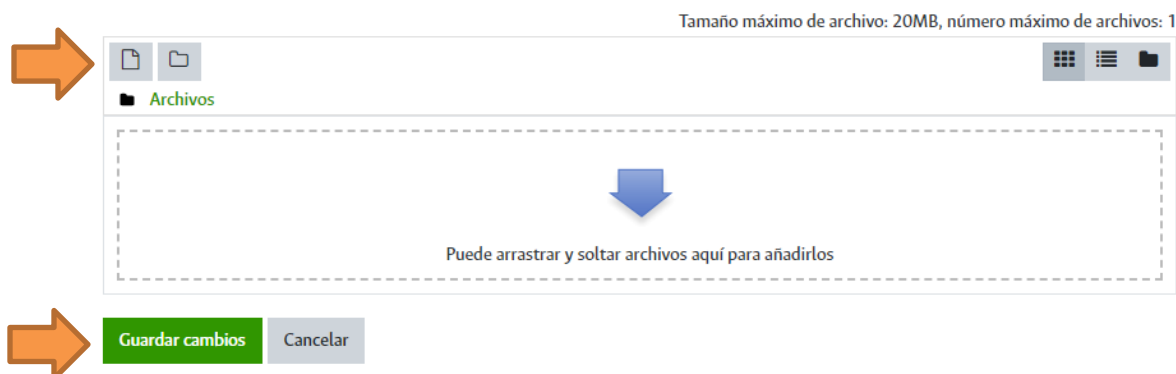 Tamaño máximo de archivo: 20MB, número máximo de archivos: 1
Archivos
Puede arrastrar y soltar archivos aquí para añadirlos
Guardar cambios Cancelar